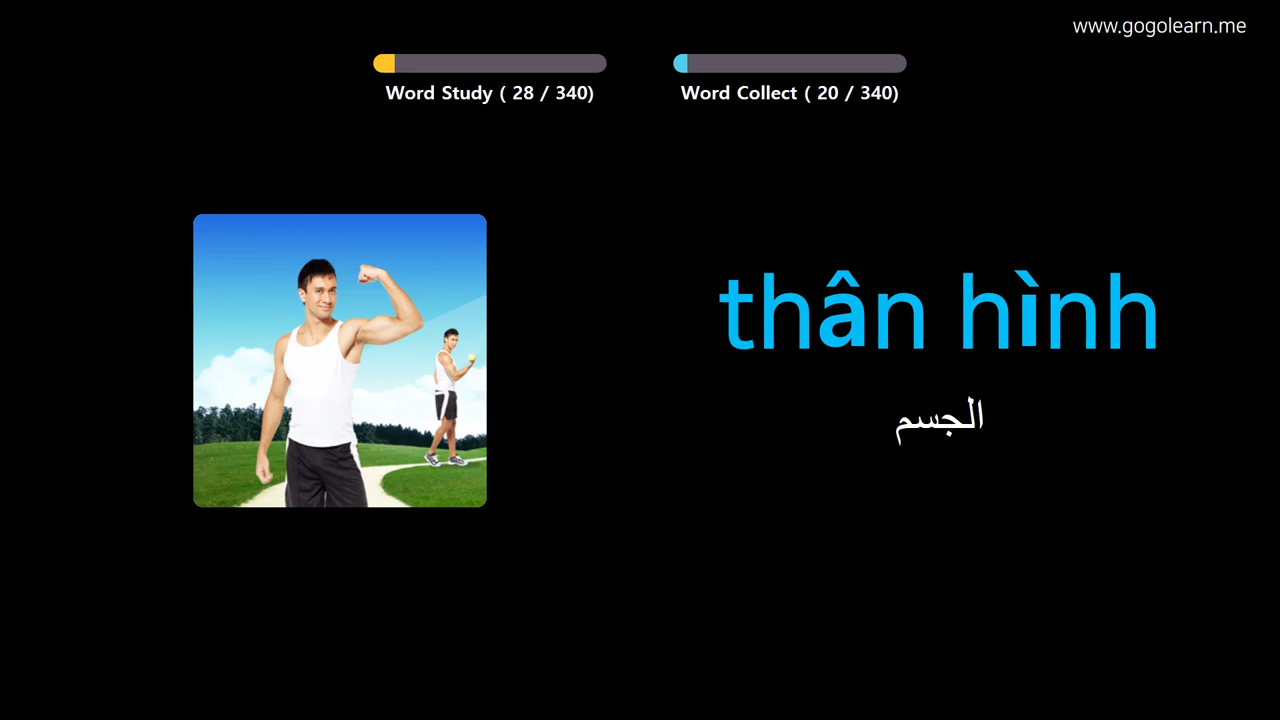 www.gogolearn.me
Word Study ( 28 / 340)
Word Collect ( 20 / 340)
thân hình
الجسم